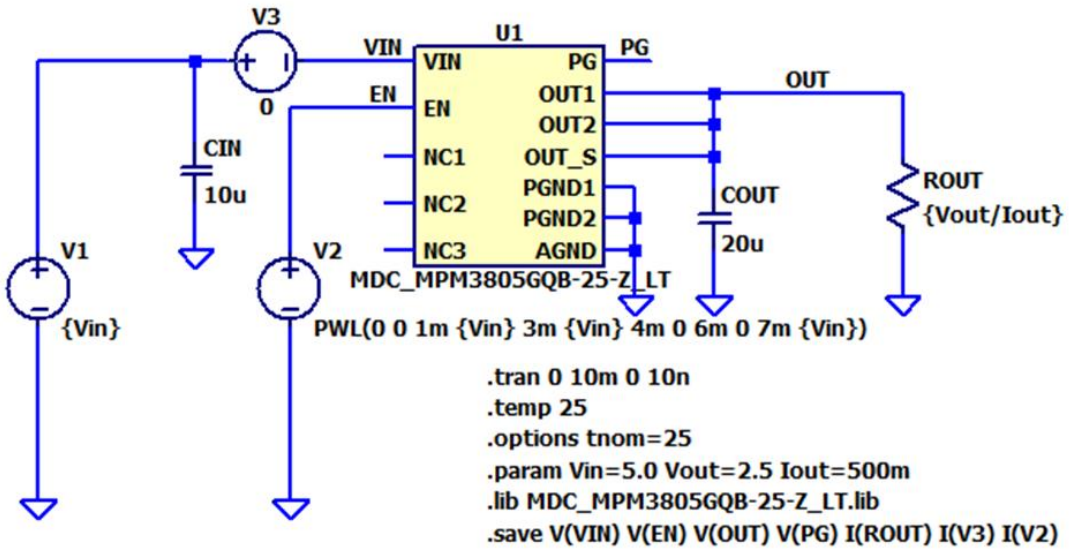 V3
0
VIN
EN
PG
OUT
U1
VIN
EN
NC1
NC2
NC3
PG
OUT1
OUT2
OUT_S
PGND1
PGND2
AGND
MDC_MPM3805GQB-25-Z_LT
CIN
10u
V1
{Vin}
V2
PWL(0 0 1m {Vin} 3m {Vin} 4m 0 6m 0 7m {Vin})
COUT
20u
ROUT
{Vout/Iout}
.tran 0 10m 0 10n
.temp 25
.options tnom=25
.param Vin=5.0 Vout=2.5 Iout=500m
.lib MDC_MPM3805GQB-25-Z_LT.lib
.save V(VIN) V(EN) V(OUT) V(PG) I(ROUT) I(V3) I(V2)